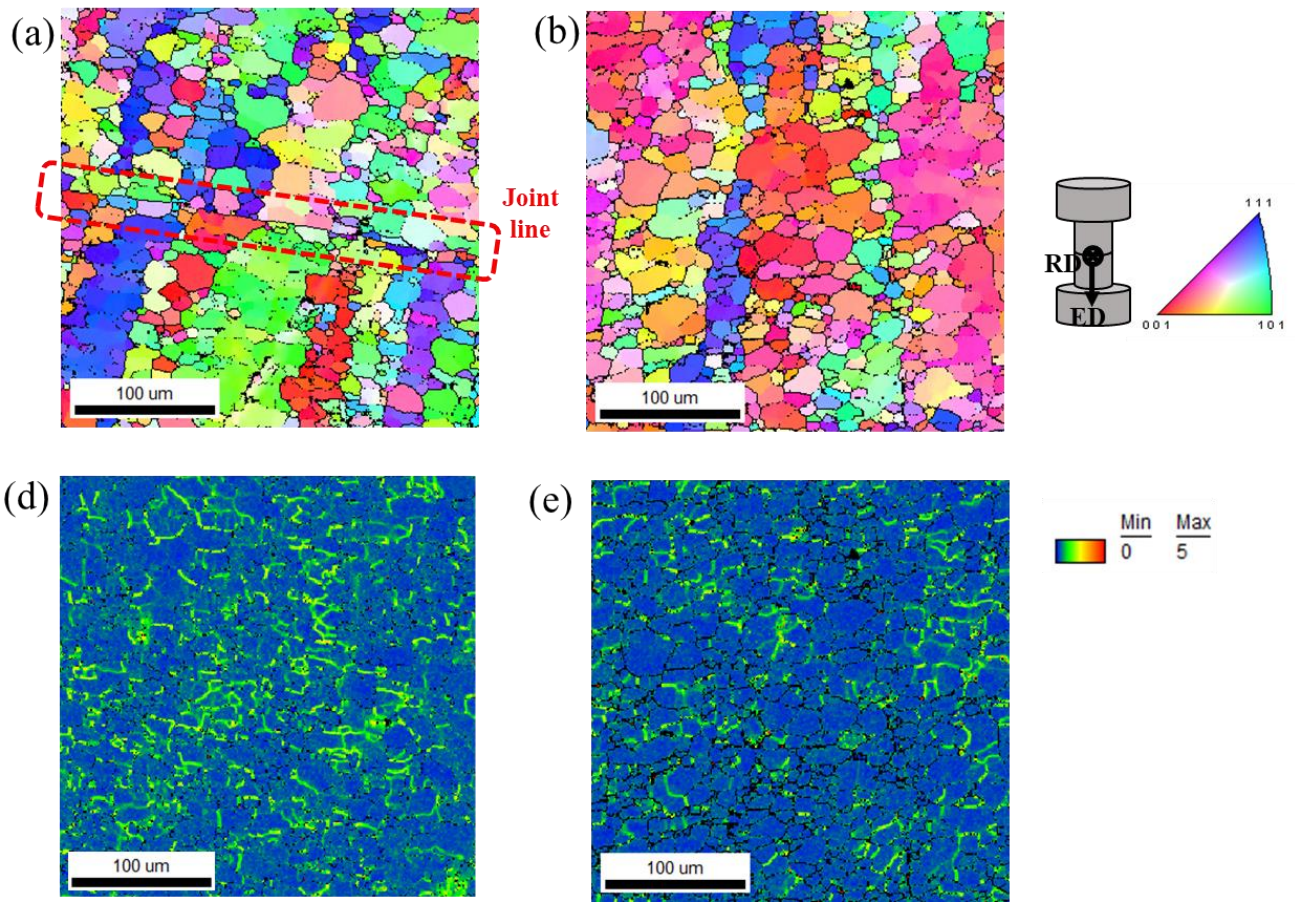 (a)
(b)
Joint
line
100 um
100 um
RD
ED
1 1 1
0 0 1
1 0 1
(d)
(e)
Min Max
0 5
100 um
100 um